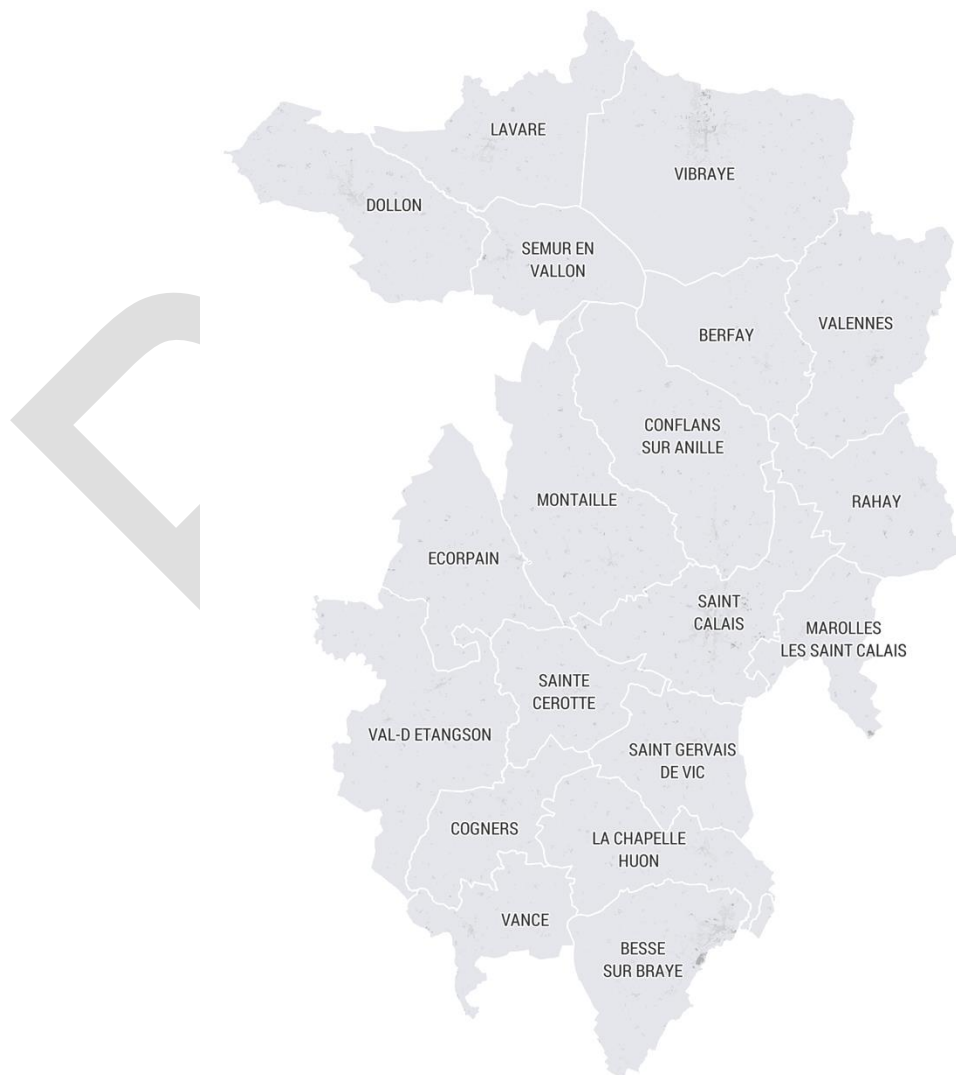 LAVARE
VIBRAYE
DOLLON
SEMUR EN
VALLON
VALENNES
BERFAY
CONFLANS
SUR ANILLE
MONTAILLE
RAHAY
ECORPAIN
SAINT
CALAIS
MAROLLES
LES SAINT CALAIS
SAINTE
CEROTTE
VAL-D ETANGSON
SAINT GERVAIS
DE VIC
COGNERS
LA CHAPELLE
HUON
VANCE
BESSE
SUR BRAYE